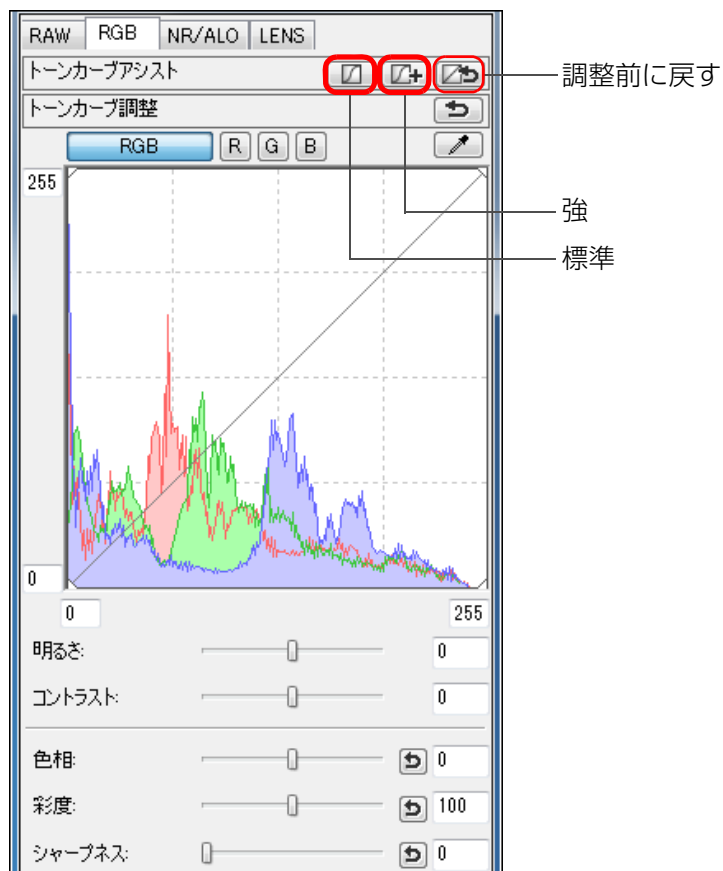 RAW RGB NR/ALO LENS
トーンカーブアシスト
調整前に戻す
トーンカーブ調整
RGB R G B
255
強
標準
0
0 255
明るさ: 0
コントラスト: 0
色相: 0
彩度: 100
シャープネス: 0